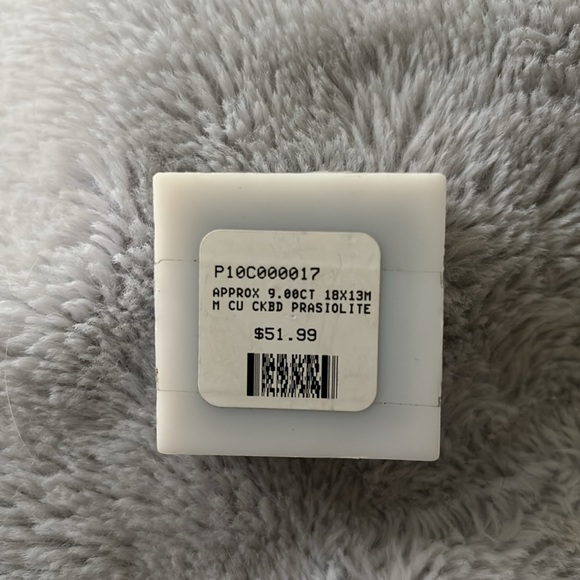 P10C000017
APPROX 9.00CT 18X13M
M CU CKBD PRASIOLITE
$51.99